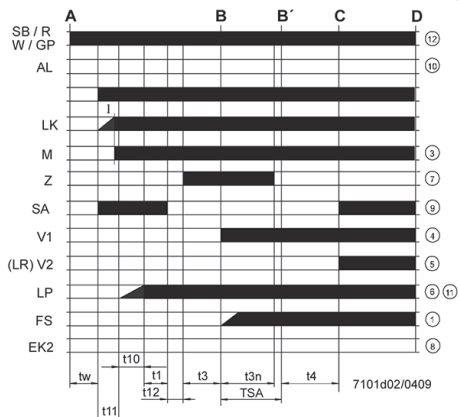 A B B´ C D
SB / R
W / GP ⑫
AL ⑩
1
LK
M ③
Z ⑦
SA ⑨
V1 ④
(LR) V2 ⑤
LP ⑥ ⑪
FS ①
EK2 ⑧
t10
tw t1 t3 t3n t4
t12 TSA 7101d02/0409
t11